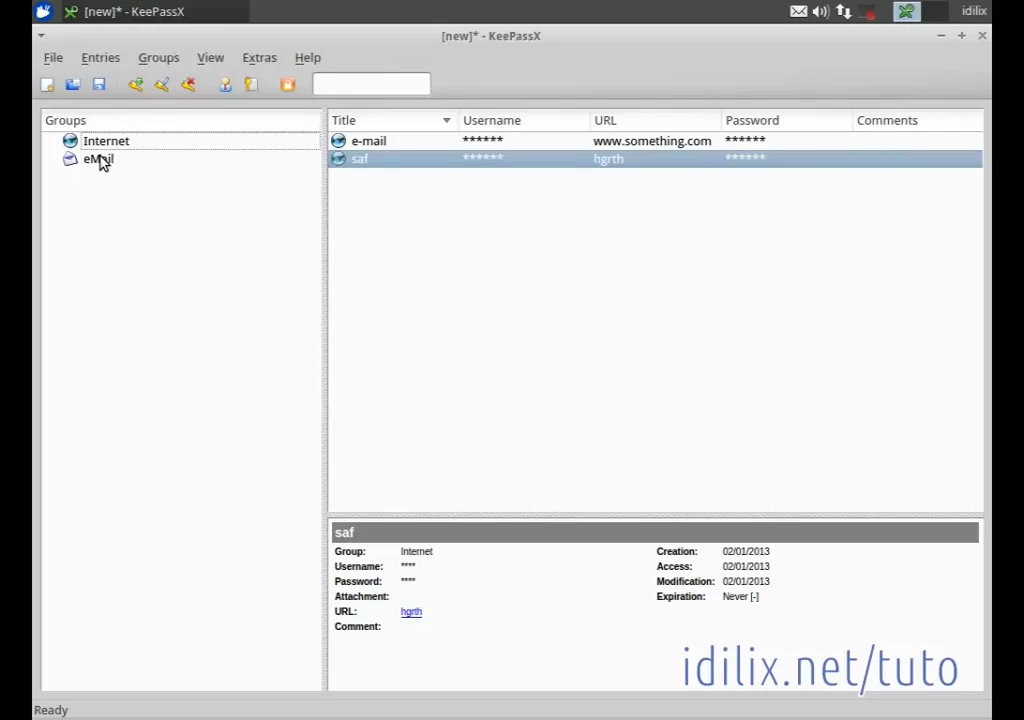 [new]* - KeePassX
idilix
[new]* - KeePassX
File Entries Groups View Extras Help
Groups
Internet
eMail
Title Username URL Password Comments
e-mail ****** www.something.com ******
saf ****** hgrth ******
saf
Group: Internet Creation: 02/01/2013
Username: **** Access: 02/01/2013
Password: **** Modification: 02/01/2013
Attachment: Expiration: Never [-]
URL: hgrth
Comment:
idilix.net/tuto
Ready